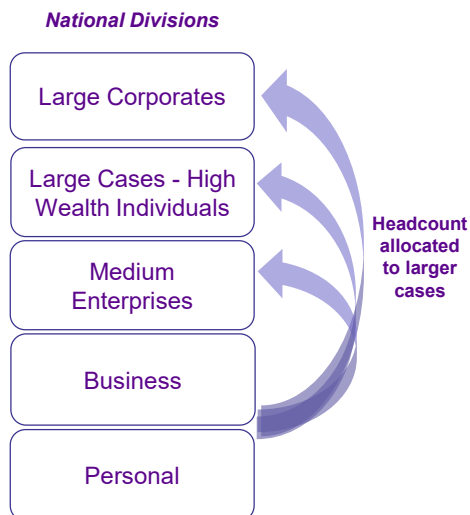 National Divisions
Large Corporates
Large Cases - High
Wealth Individuals
Medium
Enterprises
Business
Personal
Headcount
allocated
to larger
cases